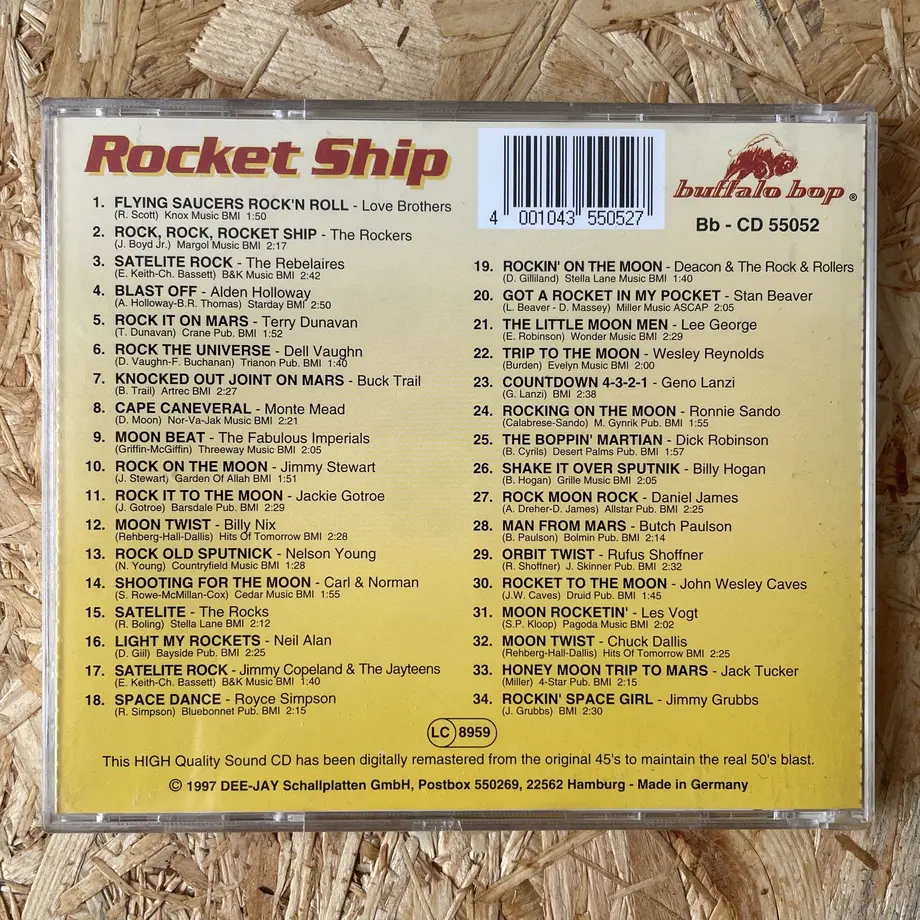 Rocket Ship
1. FLYING SAUCERS ROCK'N ROLL - Love Brothers
(R. Scott) Knox Music BMI 1:50
2. ROCK, ROCK, ROCKET SHIP - The Rockers
(J. Boyd Jr.) Margol Music BMI 2:17
3. SATELITE ROCK - The Rebelaires
(E. Keith-Ch. Bassett) B&K Music BMI 2:42
4. BLAST OFF - Alden Holloway
(A. Holloway-B.R. Thomas) Starday BMI 2:50
5. ROCK IT ON MARS - Terry Dunavan
(T. Dunavan) Crane Pub. BMI 1:52
6. ROCK THE UNIVERSE - Dell Vaughn
(D. Vaughn-F. Buchanan) Trianon Pub. BMI 1:40
7. KNOCKED OUT JOINT ON MARS - Buck Trail
(B. Trail) Artrec BMI 2:27
8. CAPE CANEVERAL - Monte Mead
(D. Moon) Nor-Va-Jak Music BMI 2:21
9. MOON BEAT - The Fabulous Imperials
(Griffin-McGiffin) Threeway Music BMI 2:05
10. ROCK ON THE MOON - Jimmy Stewart
(J. Stewart) Garden Of Allah BMI 1:51
11. ROCK IT TO THE MOON - Jackie Gotroe
(J. Gotroe) Barsdale Pub. BMI 2:29
12. MOON TWIST - Billy Nix
(Rehberg-Hall-Dallis) Hits Of Tomorrow BMI 2:28
13. ROCK OLD SPUTNICK - Nelson Young
(N. Young) Countryfield Music BMI 1:28
14. SHOOTING FOR THE MOON - Carl & Norman
(S. Rowe-McMillan-Cox) Cedar Music BMI 1:55
15. SATELITE - The Rocks
(R. Boling) Stella Lane BMI 2:12
16. LIGHT MY ROCKETS - Neil Alan
(D. Giil) Bayside Pub. 2:25
17. SATELITE ROCK - Jimmy Copeland & The Jayteens
(E. Keith-Ch. Bassett) B&K Music BMI 1:40
18. SPACE DANCE - Royce Simpson
(R. Simpson) Bluebonnet Pub. BMI 2:15
4 001043 550527
buffalo bop ®
Bb - CD 55052
19. ROCKIN' ON THE MOON - Deacon & The Rock & Rollers
(D. Gilliland) Stella Lane Music BMI 1:40
20. GOT A ROCKET IN MY POCKET - Stan Beaver
(L. Beaver - D. Massey) Miller Music ASCAP 2:05
21. THE LITTLE MOON MEN - Lee George
(E. Robinson) Wonder Music BMI 2:29
22. TRIP TO THE MOON - Wesley Reynolds
(Burden) Evelyn Music BMI 2:00
23. COUNTDOWN 4-3-2-1 - Geno Lanzi
(G. Lanzi) BMI 2:38
24. ROCKING ON THE MOON - Ronnie Sando
(Calabrese-Sando) M. Gynrik Pub. BMI 1:55
25. THE BOPPIN' MARTIAN - Dick Robinson
(B. Cyrils) Desert Palms Pub. BMI 1:57
26. SHAKE IT OVER SPUTNIK - Billy Hogan
(B. Hogan) Grille Music BMI 2:05
27. ROCK MOON ROCK - Daniel James
(A. Dreher-D. James) Allstar Pub. BMI 2:25
28. MAN FROM MARS - Butch Paulson
(B. Paulson) Bolmin Pub. BMI 2:14
29. ORBIT TWIST - Rufus Shoffner
(R. Shoffner) J. Skinner Pub. BMI 2:32
30. ROCKET TO THE MOON - John Wesley Caves
(J.W. Caves) Druid Pub. BMI 1:45
31. MOON ROCKETIN' - Les Vogt
(S.P. Kloop) Pagoda Music BMI 2:02
32. MOON TWIST - Chuck Dallis
(Rehberg-Hall-Dallis) Hits Of Tomorrow BMI 2:25
33. HONEY MOON TRIP TO MARS - Jack Tucker
(Miller) 4-Star Pub. BMI 2:15
34. ROCKIN' SPACE GIRL - Jimmy Grubbs
(J. Grubbs) BMI 2:30
LC 8959
This HIGH Quality Sound CD has been digitally remastered from the original 45's to maintain the real 50's blast.
© 1997 DEE-JAY Schallplatten GmbH, Postbox 550269, 22562 Hamburg - Made in Germany